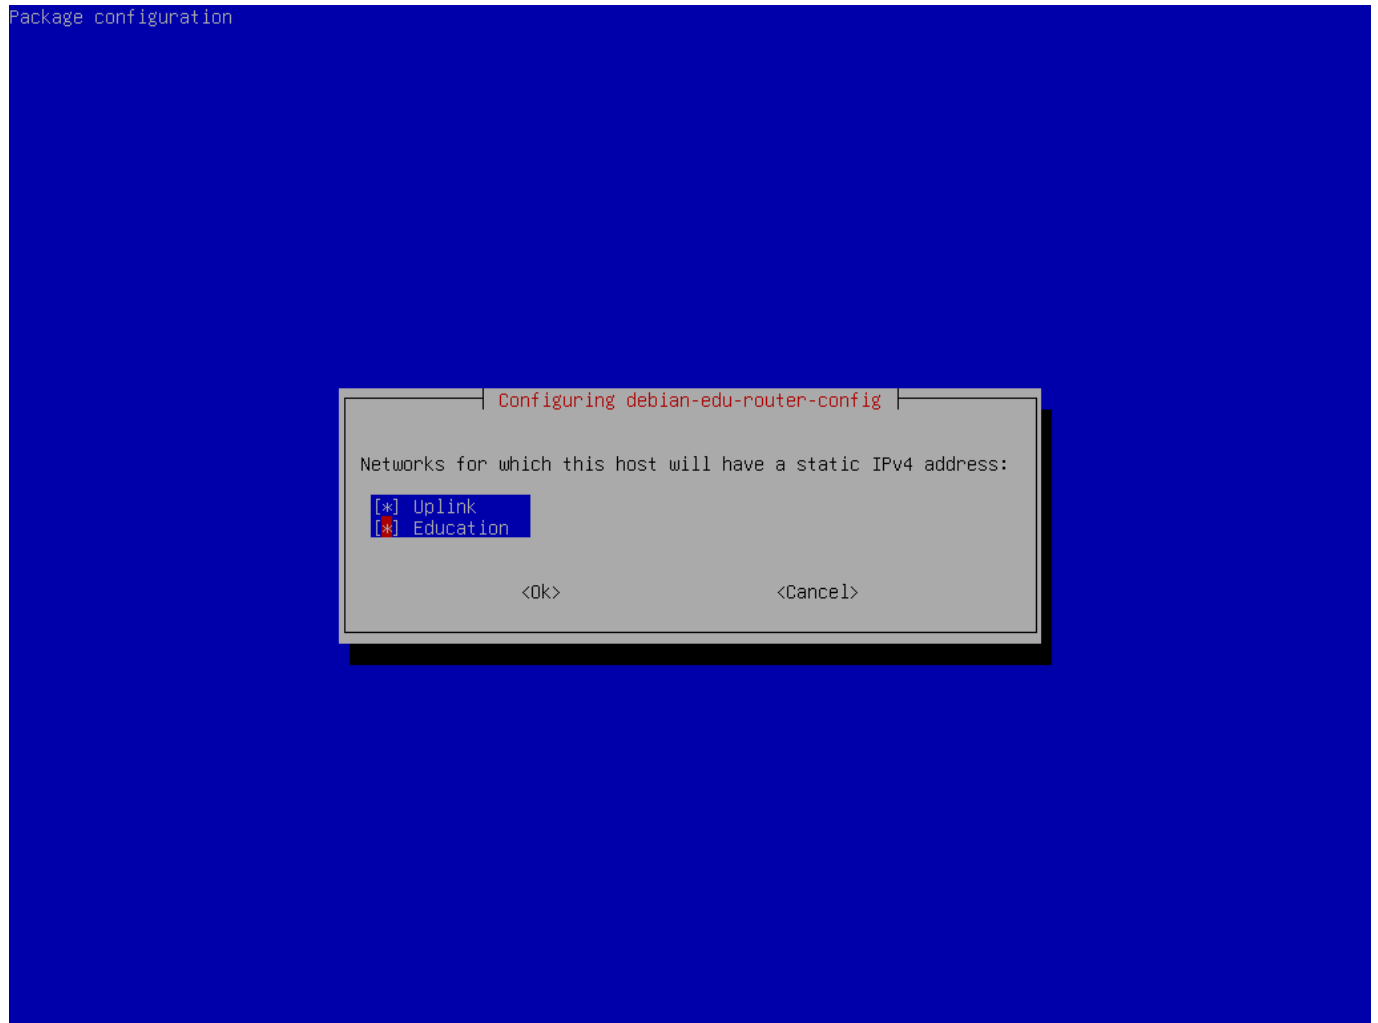 Package configuration
Configuring debian-edu-router-config
Networks for which this host will have a static IPv4 address:
[*] Uplink
[*] Education
<Ok> <Cancel>